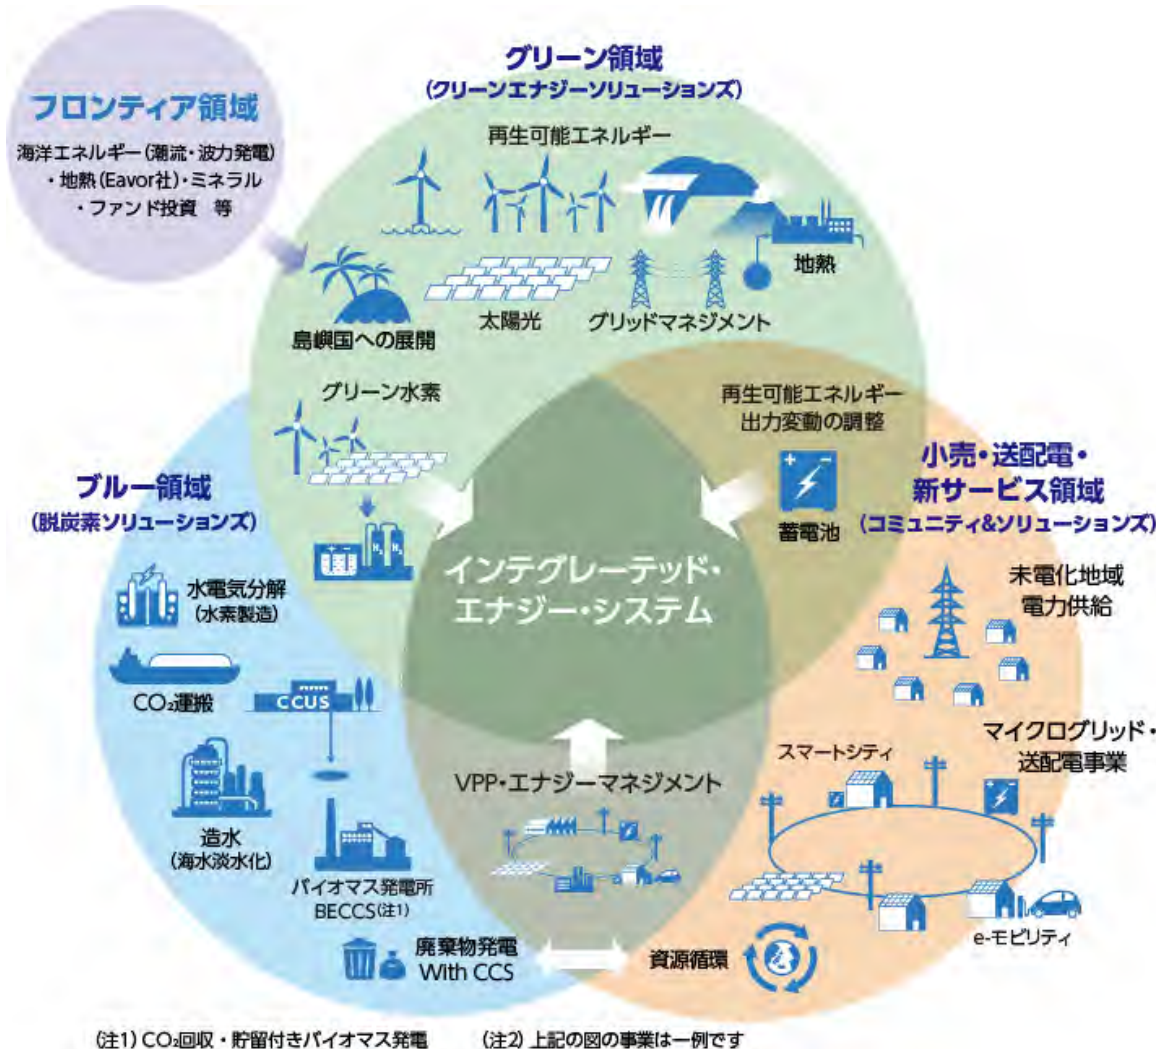 グリーン領域
(クリーンエナジーソリューションズ)
フロンティア領域
海洋エネルギー(潮流・波力発電)
・地熱(Eavor社)・ミネラル
・ファンド投資 等
再生可能エネルギー
地熱
太陽光
グリッドマネジメント
島嶼国への展開
グリーン水素
再生可能エネルギー
出力変動の調整
蓄電池
H₂
H₂
ブルー領域
(脱炭素ソリューションズ)
小売・送配電・
新サービス領域
(コミュニティ&ソリューションズ)
インテグレーテッド・
エナジー・システム
水電気分解
(水素製造)
CO₂運搬
CCUS
造水
(海水淡水化)
バイオマス発電所
BECCS(注1)
廃棄物発電
With CCS
VPP・エナジーマネジメント
未電化地域
電力供給
マイクログリッド・
送配電事業
スマートシティ
e-モビリティ
資源循環
(注1) CO₂回収・貯留付きバイオマス発電
(注2) 上記の図の事業は一例です